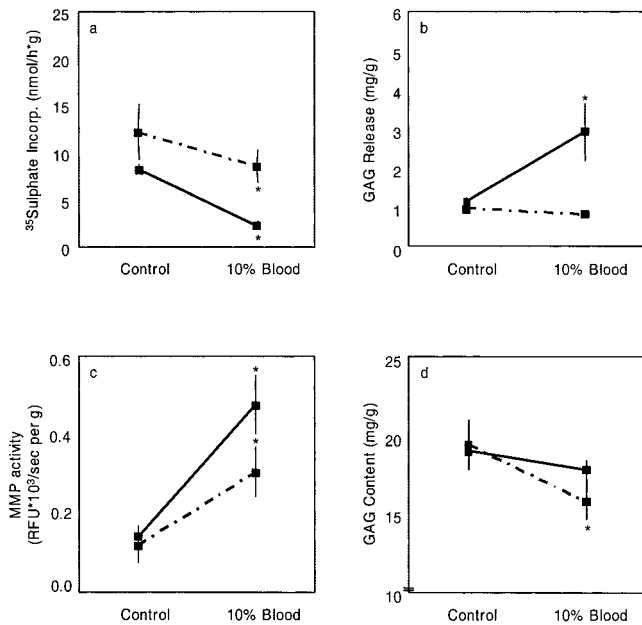 a
³⁵Sulphate Incorp. (nmol/h*g)
25
20
15
10
5
0
*
*
Control
10% Blood
b
GAG Release (mg/g)
6
5
4
3
2
1
0
*
Control
10% Blood
c
MMP activity
(RFU*10³/sec per g)
0.6
0.4
0.2
0.0
*
*
Control
10% Blood
d
GAG Content (mg/g)
25
20
15
10
*
Control
10% Blood